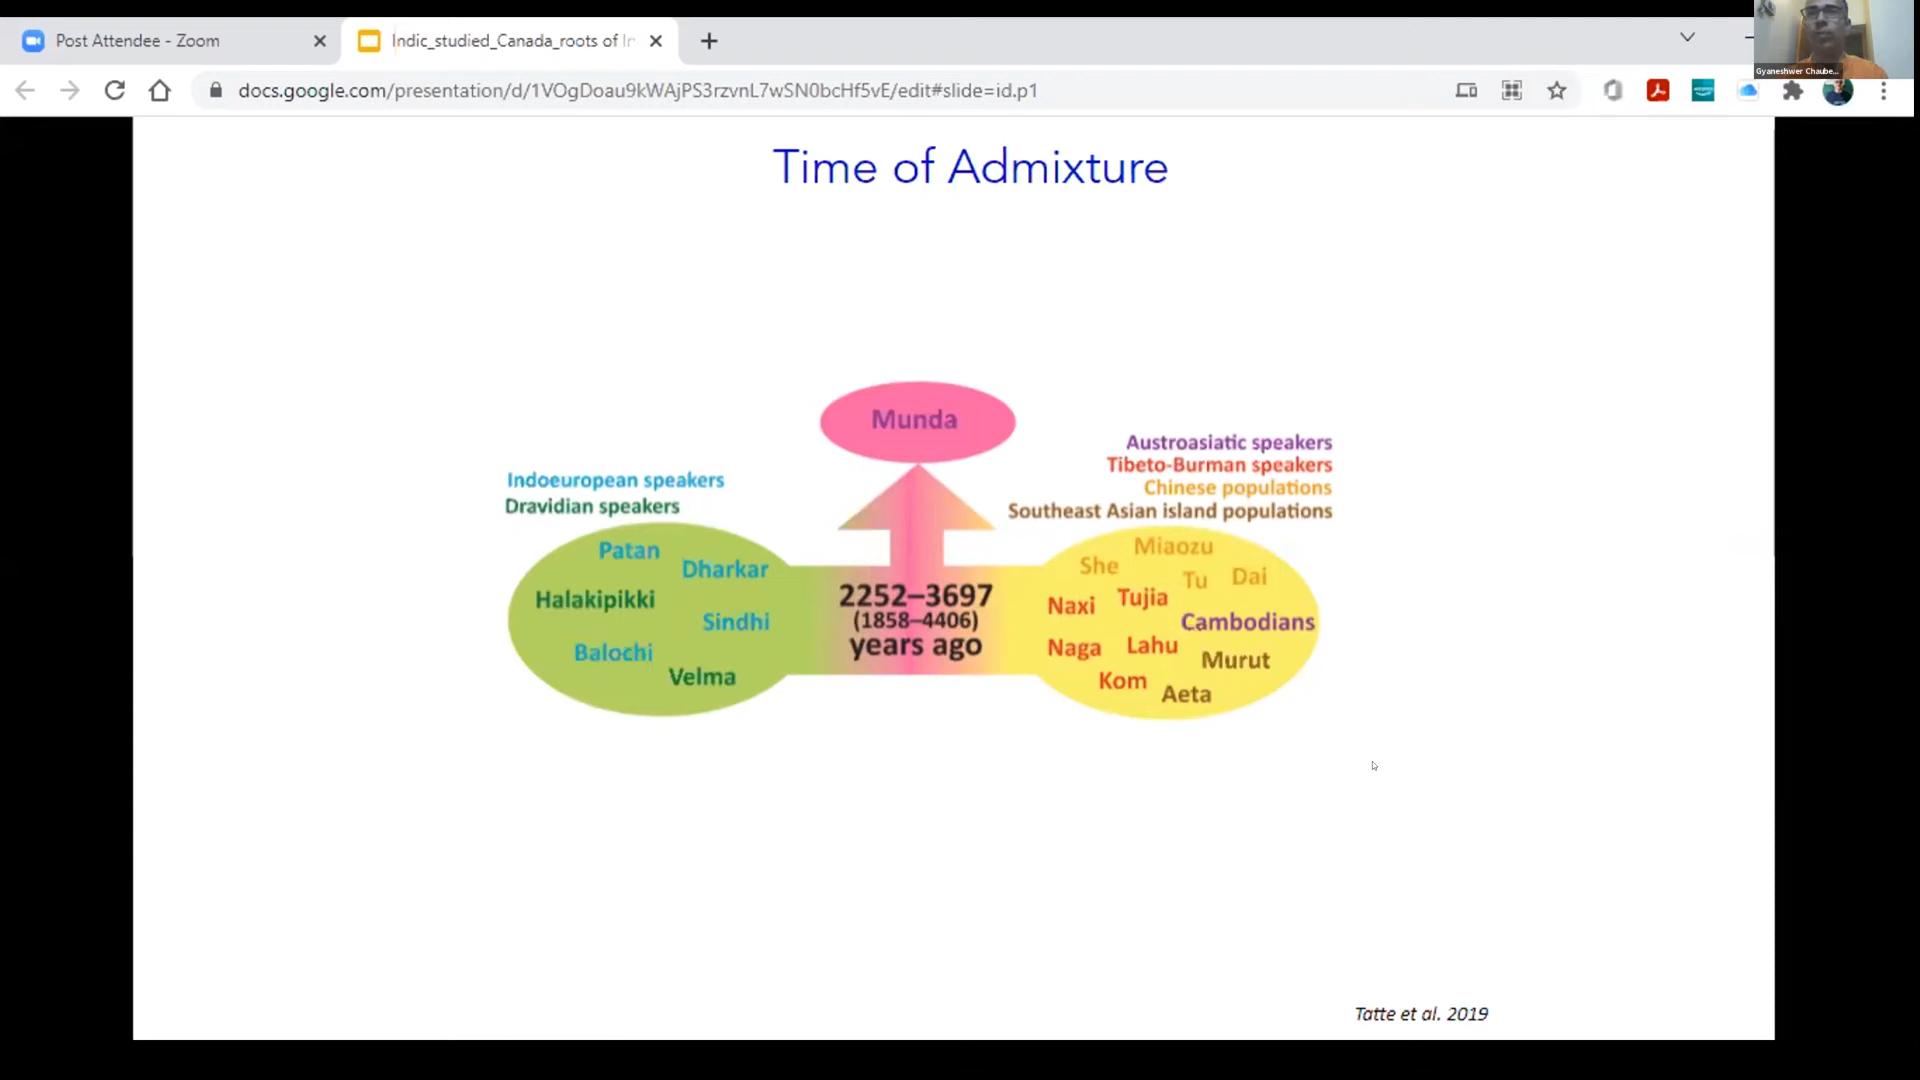 Post Attendee - Zoom
Indic_studied_Canada_roots of Ir
Gyaneshwer Chaube...
docs.google.com/presentation/d/1VOgDoau9kWAjPS3rzvnL7wSN0bcHf5vE/edit#slide=id.p1
Time of Admixture
Munda
Indoeuropean speakers
Dravidian speakers
Austroasiatic speakers
Tibeto-Burman speakers
Chinese populations
Southeast Asian island populations
Patan
Dharkar
Halakipikki
Sindhi
Balochi
Velma
2252–3697
(1858–4406)
years ago
Miaozu
She
Tu
Dai
Naxi
Tujia
Cambodians
Naga
Lahu
Murut
Kom
Aeta
Tatte et al. 2019